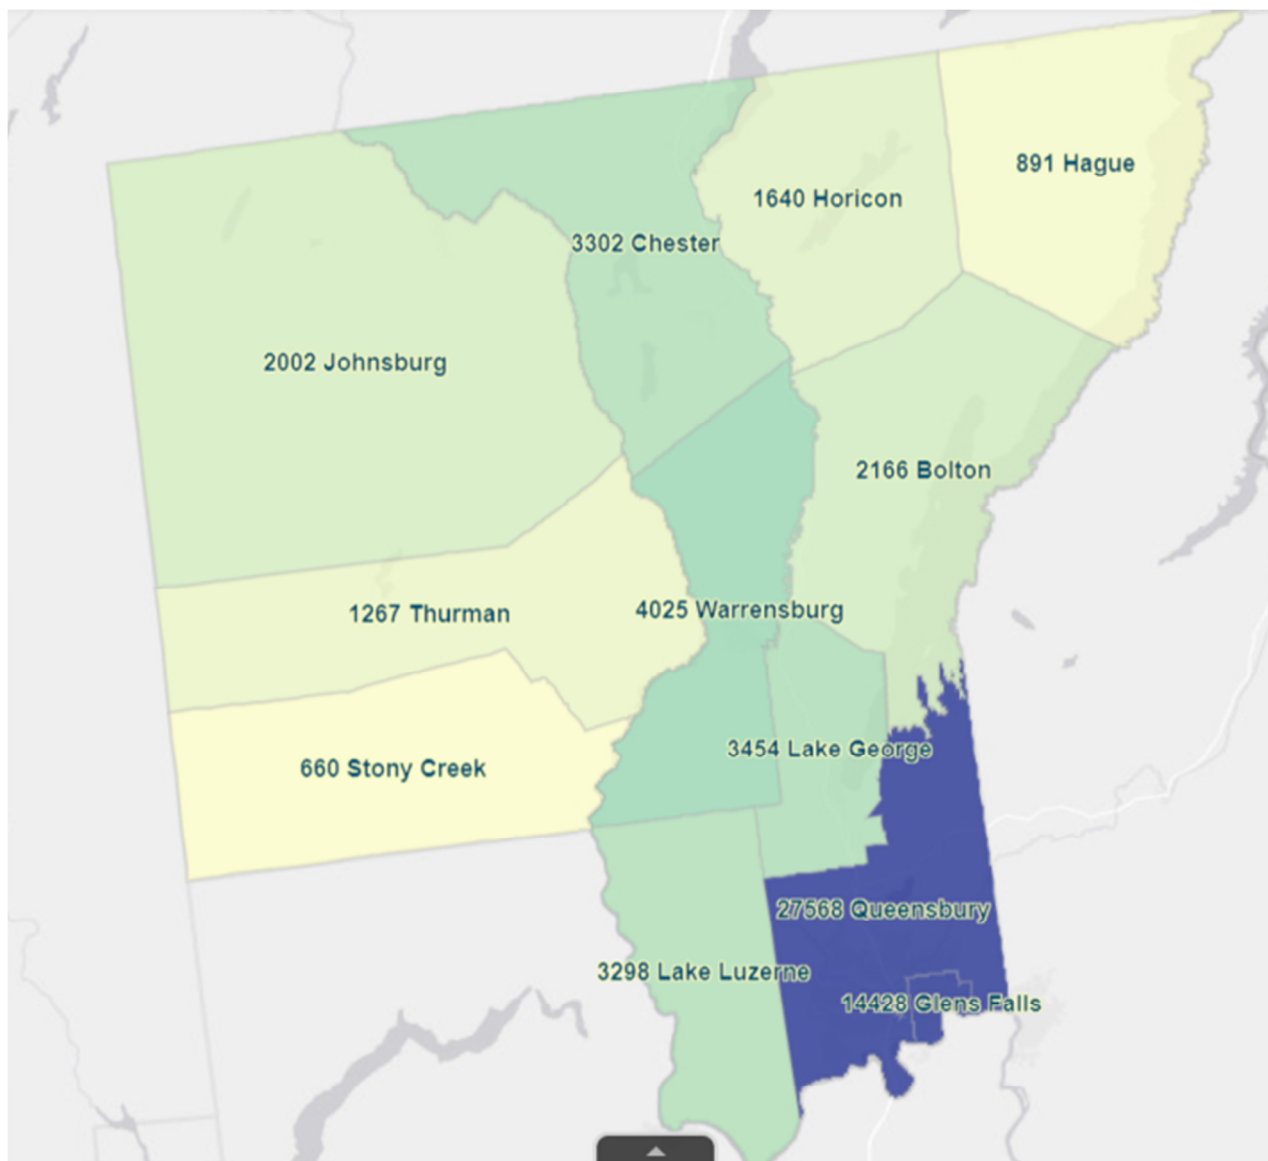 891 Hague
1640 Horicon
3302 Chester
2002 Johnsburg
2166 Bolton
1267 Thurman
4025 Warrensburg
3454 Lake George
660 Stony Creek
27568 Queensbury
3298 Lake Luzerne
14428 Glens Falls